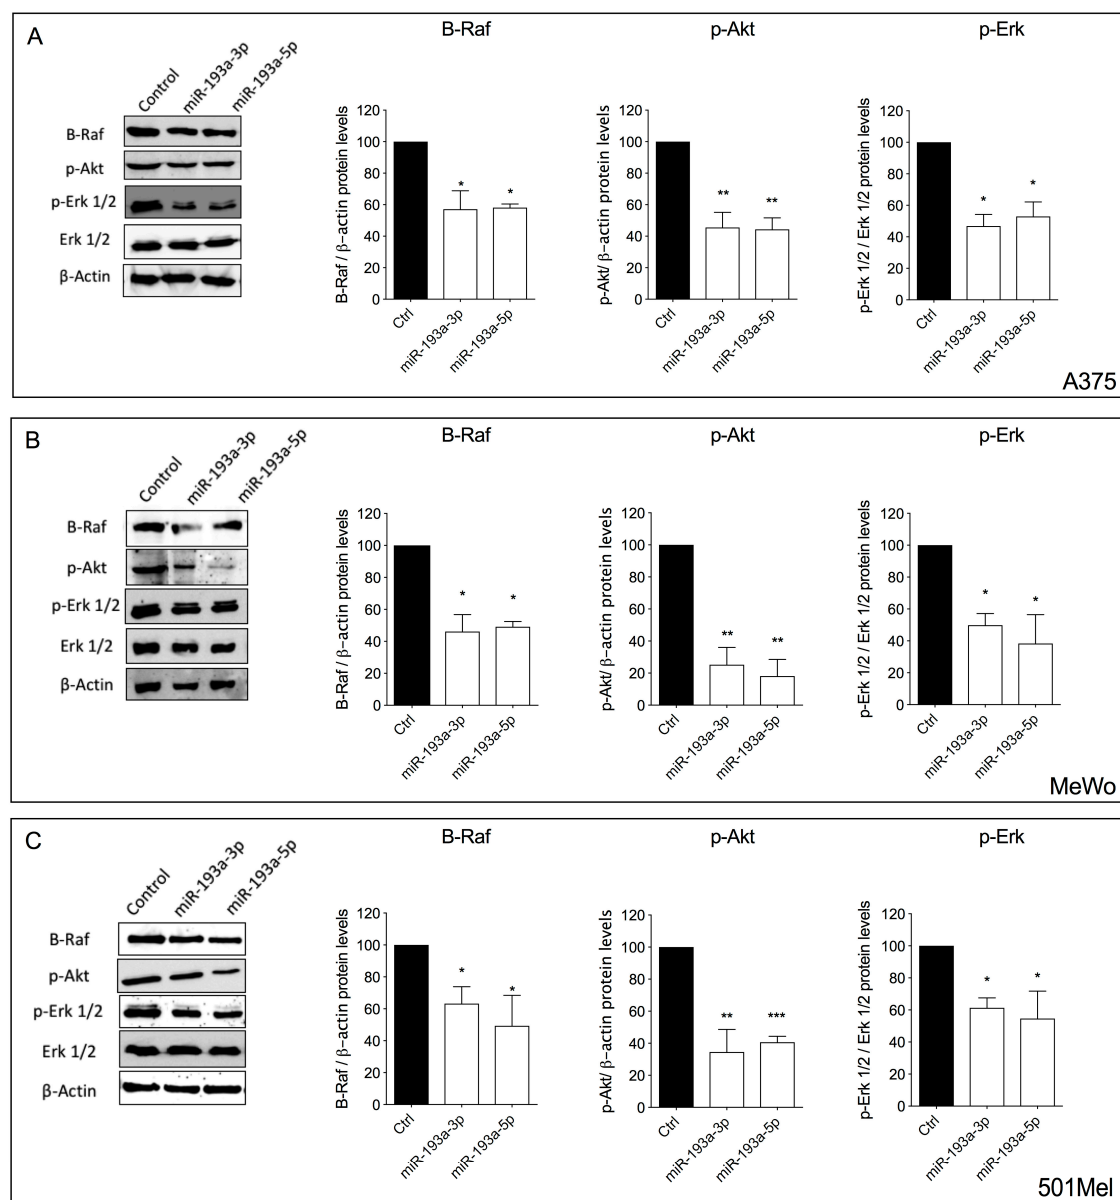 A
Control
miR-193a-3p
miR-193a-5p
B-Raf
p-Akt
p-Erk 1/2
Erk 1/2
β-Actin
B-Raf
B-Raf / β-actin protein levels
120
100
80
60
40
20
0
*
*
Ctrl
miR-193a-3p
miR-193a-5p
p-Akt
p-Akt/ β-actin protein levels
120
100
80
60
40
20
0
**
**
Ctrl
miR-193a-3p
miR-193a-5p
p-Erk
p-Erk 1/2 / Erk 1/2 protein levels
120
100
80
60
40
20
0
*
*
Ctrl
miR-193a-3p
miR-193a-5p
A375
B
Control
miR-193a-3p
miR-193a-5p
B-Raf
p-Akt
p-Erk 1/2
Erk 1/2
β-Actin
B-Raf
B-Raf / β-actin protein levels
120
100
80
60
40
20
0
*
*
Ctrl
miR-193a-3p
miR-193a-5p
p-Akt
p-Akt/ β-actin protein levels
120
100
80
60
40
20
0
**
**
Ctrl
miR-193a-3p
miR-193a-5p
p-Erk
p-Erk 1/2 / Erk 1/2 protein levels
120
100
80
60
40
20
0
*
*
Ctrl
miR-193a-3p
miR-193a-5p
MeWo
C
Control
miR-193a-3p
miR-193a-5p
B-Raf
p-Akt
p-Erk 1/2
Erk 1/2
β-Actin
B-Raf
B-Raf / β-actin protein levels
120
100
80
60
40
20
0
*
*
Ctrl
miR-193a-3p
miR-193a-5p
p-Akt
p-Akt/ β-actin protein levels
120
100
80
60
40
20
0
**
***
Ctrl
miR-193a-3p
miR-193a-5p
p-Erk
p-Erk 1/2 / Erk 1/2 protein levels
120
100
80
60
40
20
0
*
*
Ctrl
miR-193a-3p
miR-193a-5p
501Mel